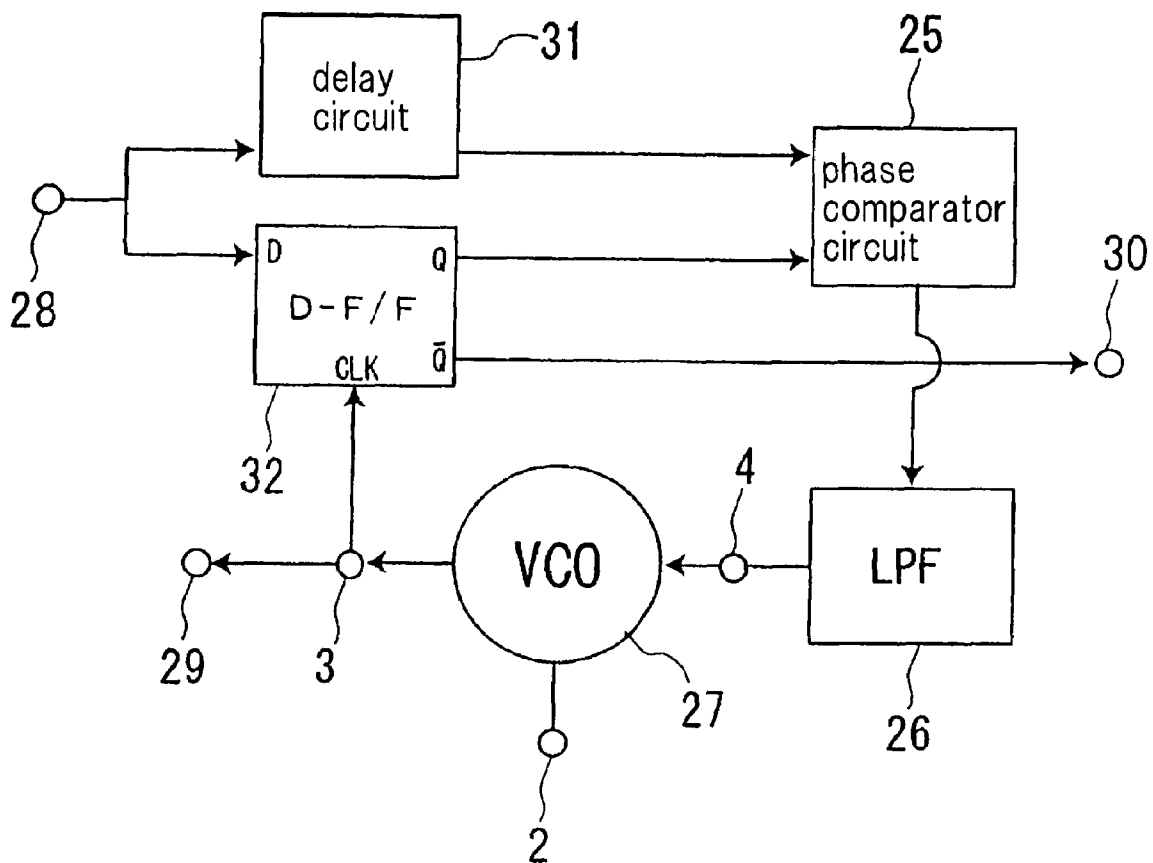 31
25
delay
circuit
phase
comparator
circuit
28
D
Q
D-F/F
CLK
Q̅
30
32
4
VCO
LPF
29
3
27
26
2